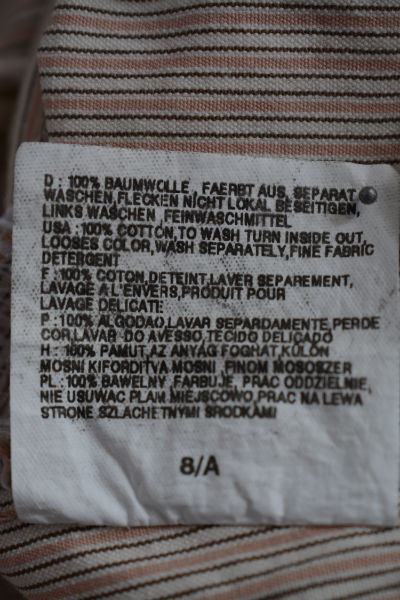 D : 100% BAUMWOLLE , FAERBT AUS, SEPARAT
WASCHEN,FLECKEN NICHT LOKAL BESEITIGEN,
LINKS WASCHEN , FEINWASCHMITTEL
USA : 100% COTTON,TO WASH TURN INSIDE OUT,
LOOSES COLOR,WASH SEPARATELY,FINE FABRIC
DETERGENT
F : 100% COTON,DETEINT,LAVER SEPAREMENT,
LAVAGE A L'ENVERS,PRODUIT POUR
LAVAGE DELICATE
P : 100% ALGODAO,LAVAR SEPARDAMENTE,PERDE
COR,LAVAR DO AVESSO,TECIDO DELICADO
H : 100% PAMUT,AZ ANYAG FOGHAT,KÜLÖN
MOSNI KIFORDITVA MOSNI , FINOM MOSOSZER
PL : 100% BAWELNY ,FARBUJE, PRAC ODDZIELNIE,
NIE USUWAC PLAM MIEJSCOWO,PRAC NA LEWA
STRONE SZLACHETNYMI SRODKAMI
8/A